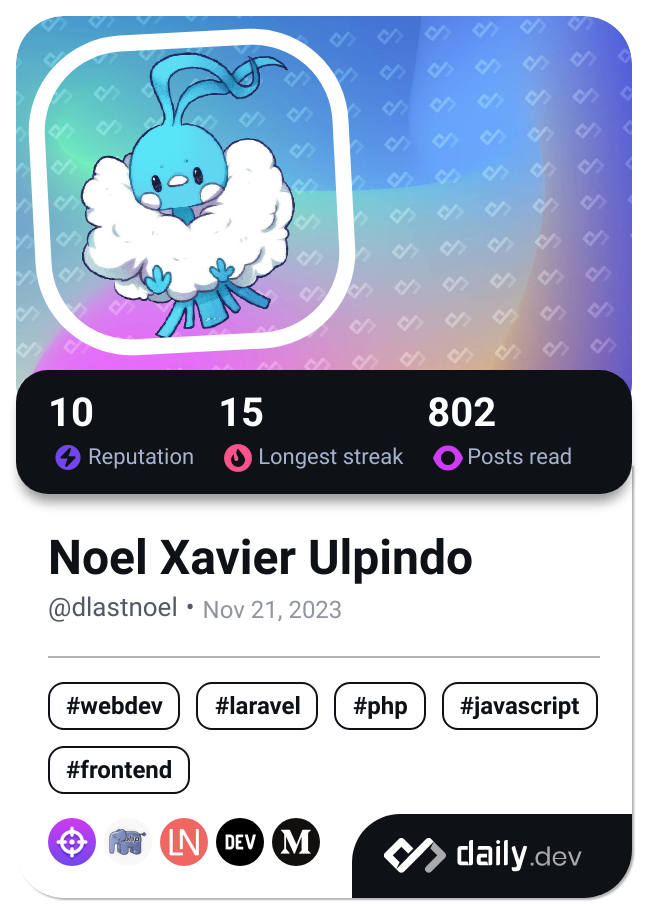 10 15 802
Reputation Longest streak Posts read
Noel Xavier Ulpindo
@dlastnoel • Nov 21, 2023
#webdev #laravel #php #javascript
#frontend
php LN DEV M daily.dev